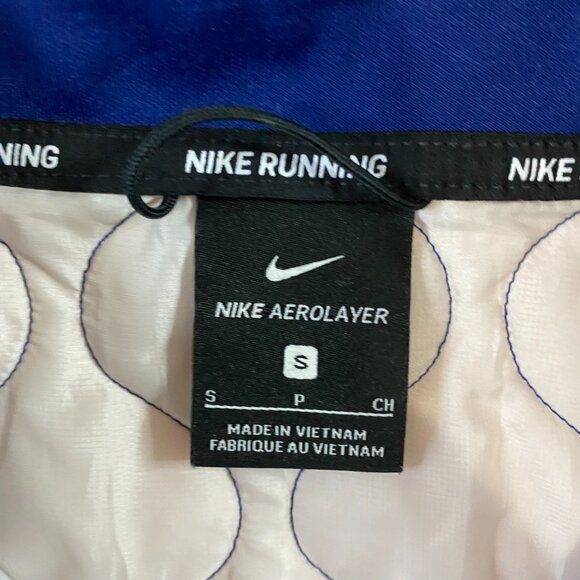 NING NIKE RUNNING NIKE
NIKE AEROLAYER
S
S P CH
MADE IN VIETNAM
FABRIQUE AU VIETNAM